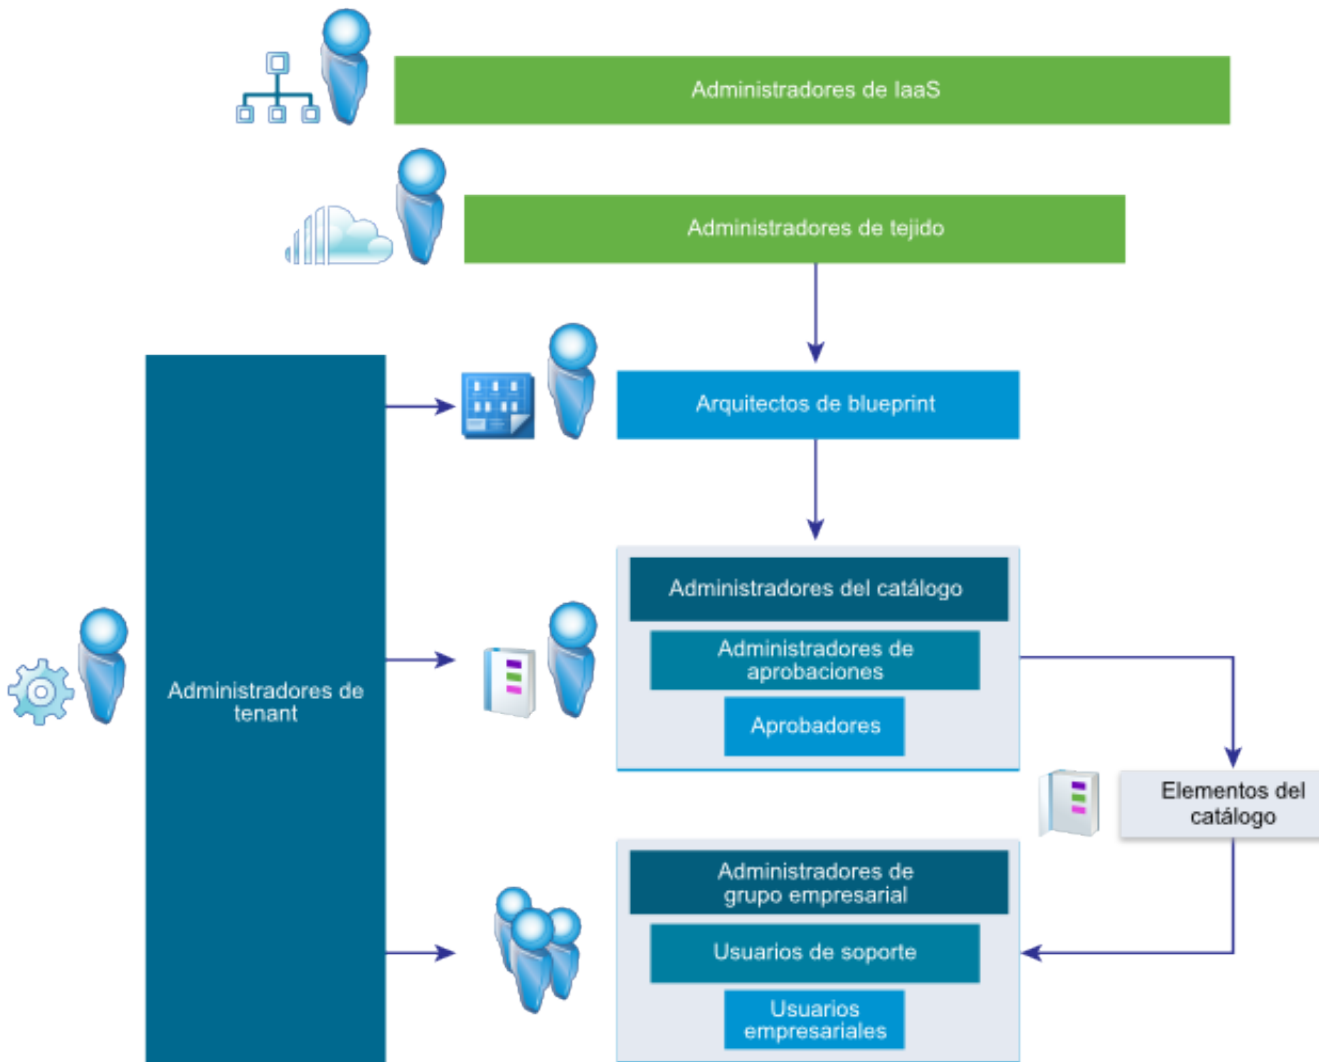 Administradores de IaaS
Administradores de tejido
Arquitectos de blueprint
Administradores de
tenant
Administradores del catálogo
Administradores de
aprobaciones
Aprobadores
Elementos del
catálogo
Administradores de
grupo empresarial
Usuarios de soporte
Usuarios
empresariales